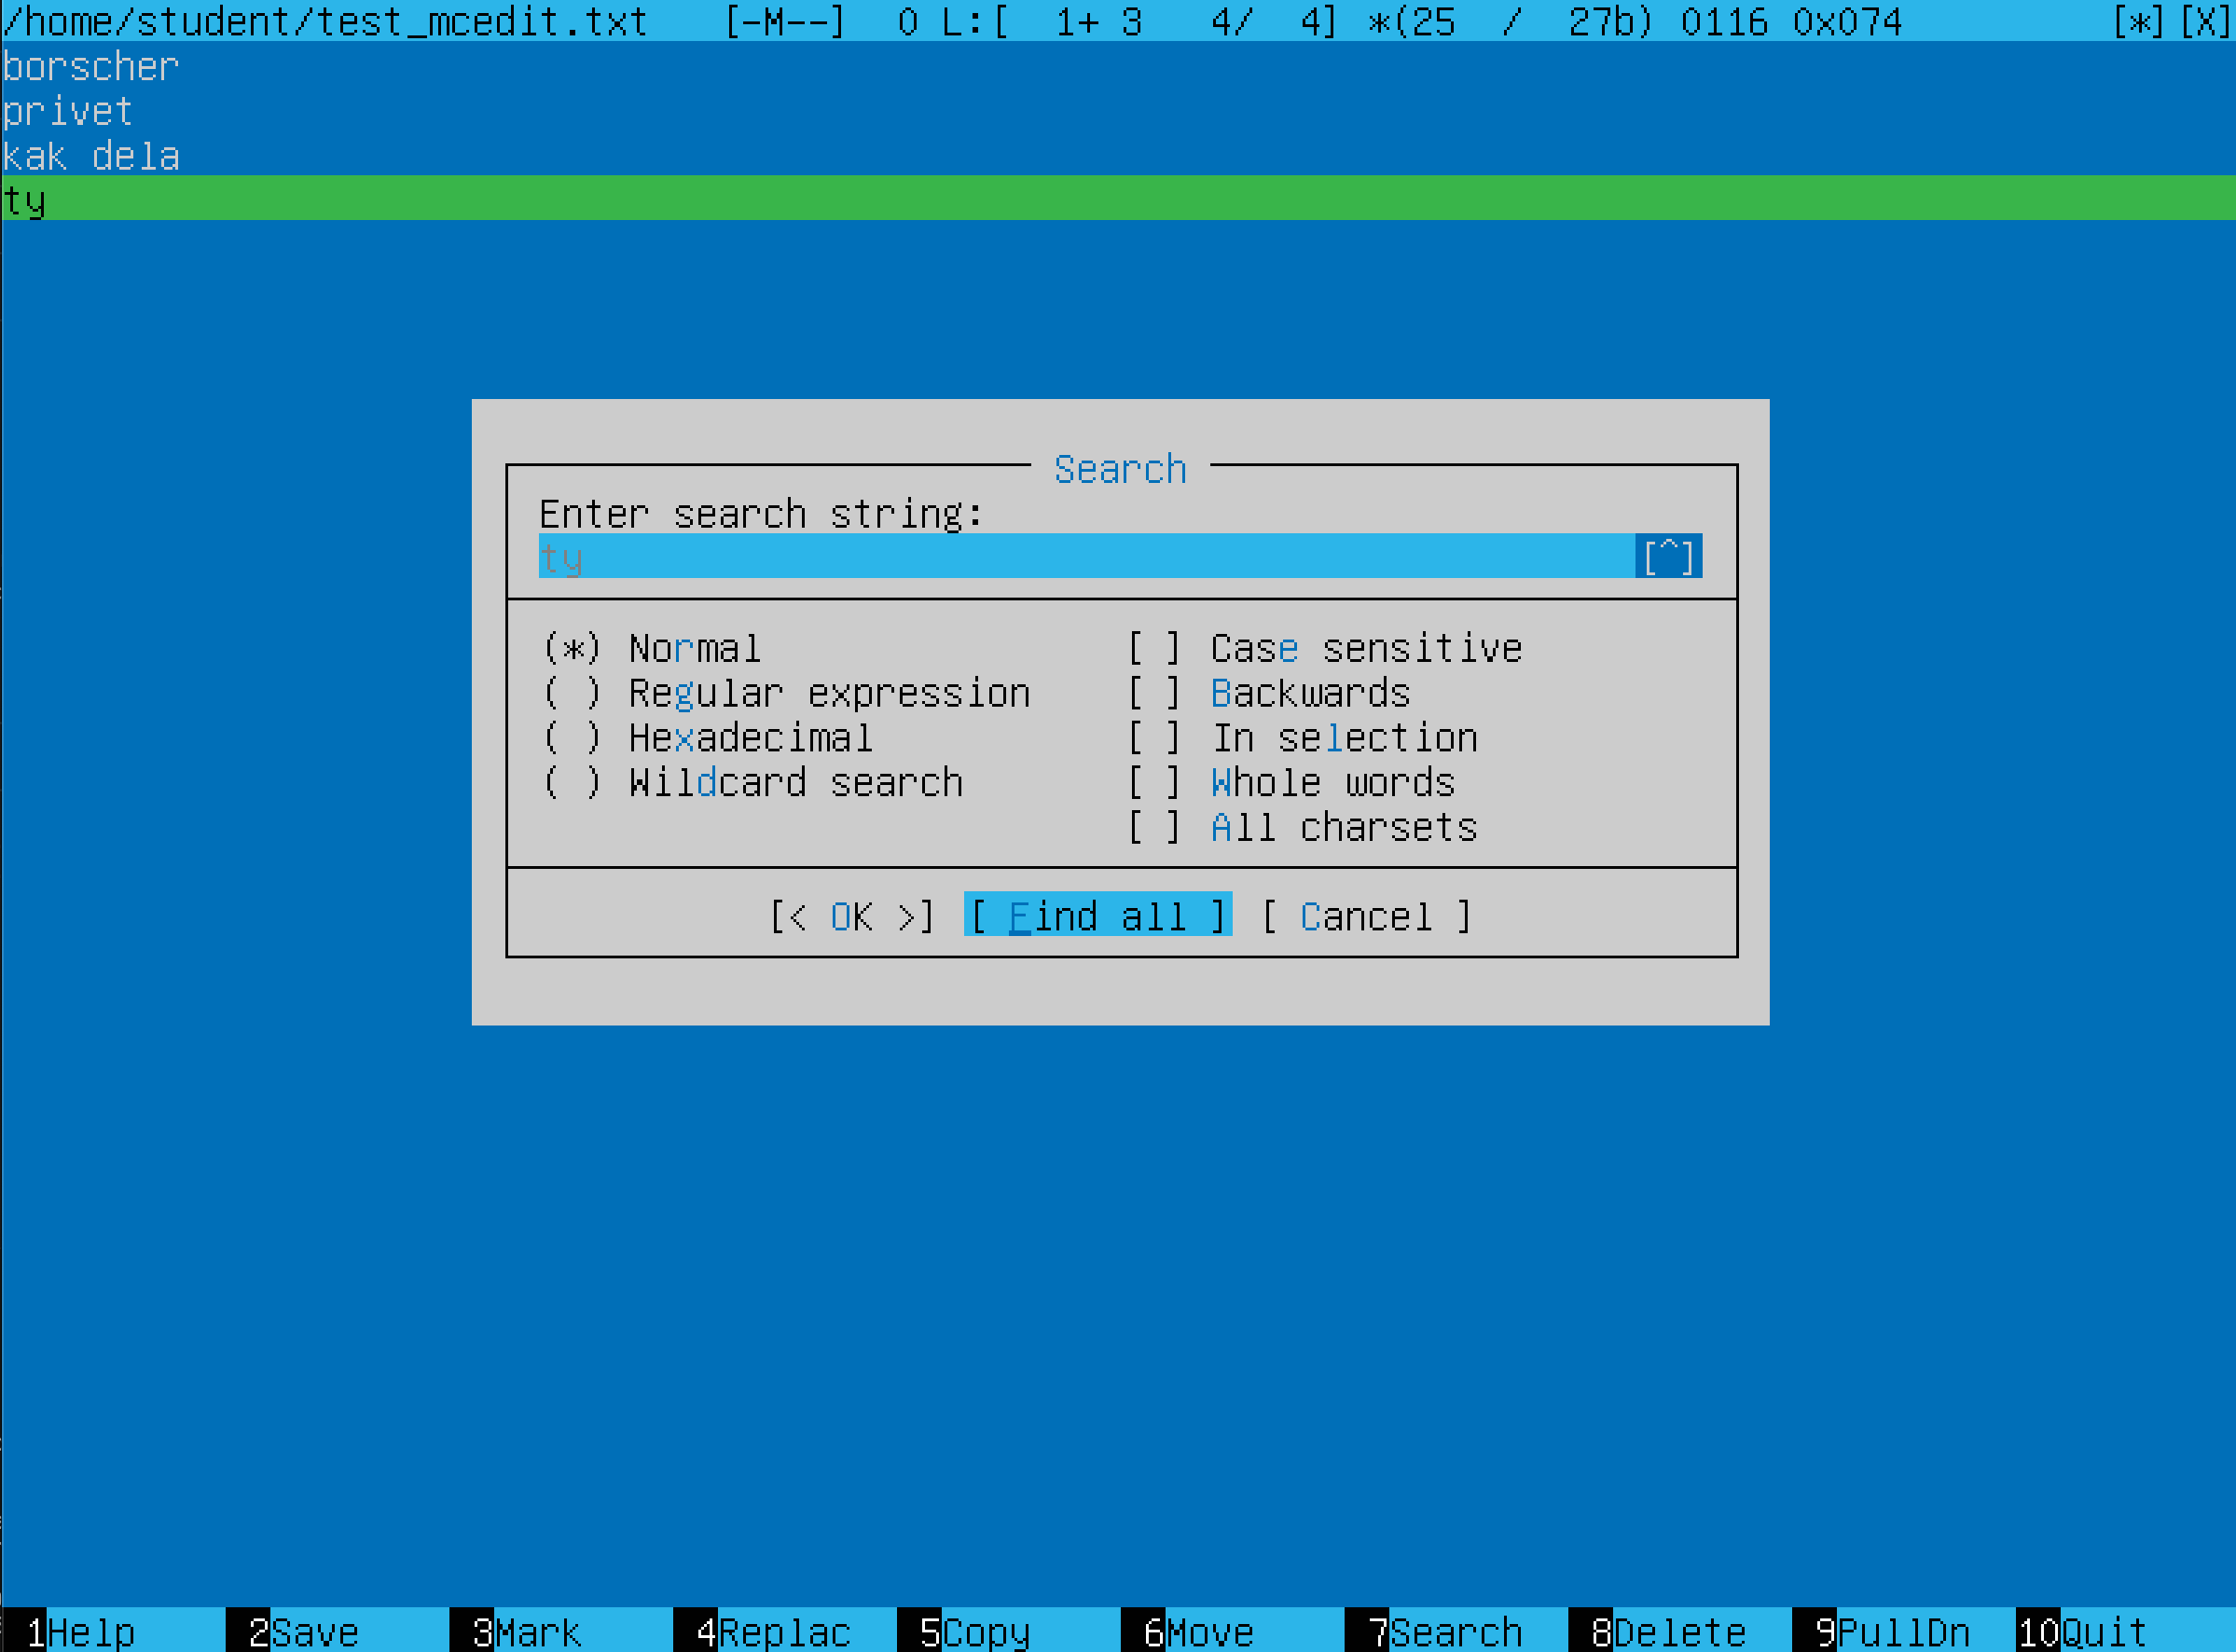 /home/student/test_mcedit.txt [-M--] 0 L:[ 1+ 3 4/ 4] *(25 / 27b) 0116 0x074 [*][X]
borscher
privet
kak dela
ty
Search
Enter search string:
ty [^]
(*) Normal [ ] Case sensitive
( ) Regular expression [ ] Backwards
( ) Hexadecimal [ ] In selection
( ) Wildcard search [ ] Whole words
[ ] All charsets
[< OK >] [ Find all ] [ Cancel ]
1Help 2Save 3Mark 4Replac 5Copy 6Move 7Search 8Delete 9PullDn 10Quit